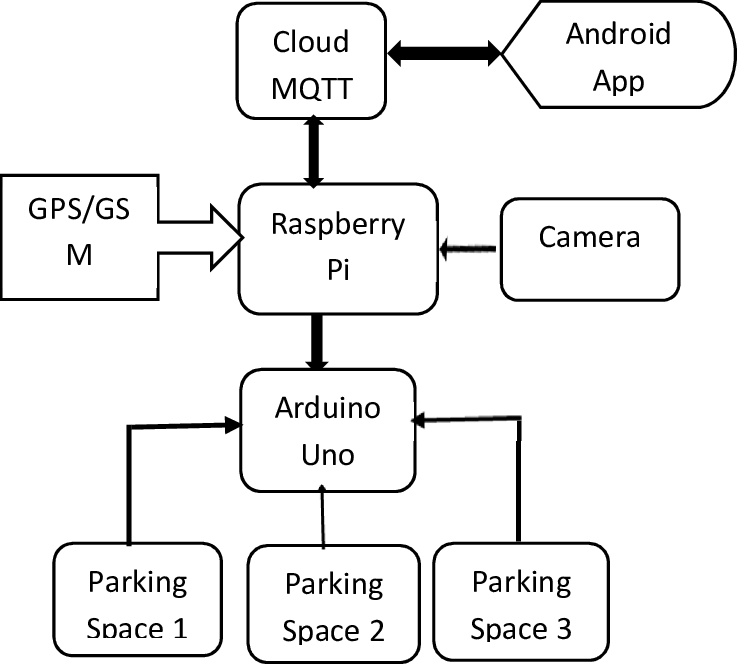 Cloud
MQTT
Android
App
GPS/GS
M
Raspberry
Pi
Camera
Arduino
Uno
Parking
Space 1
Parking
Space 2
Parking
Space 3